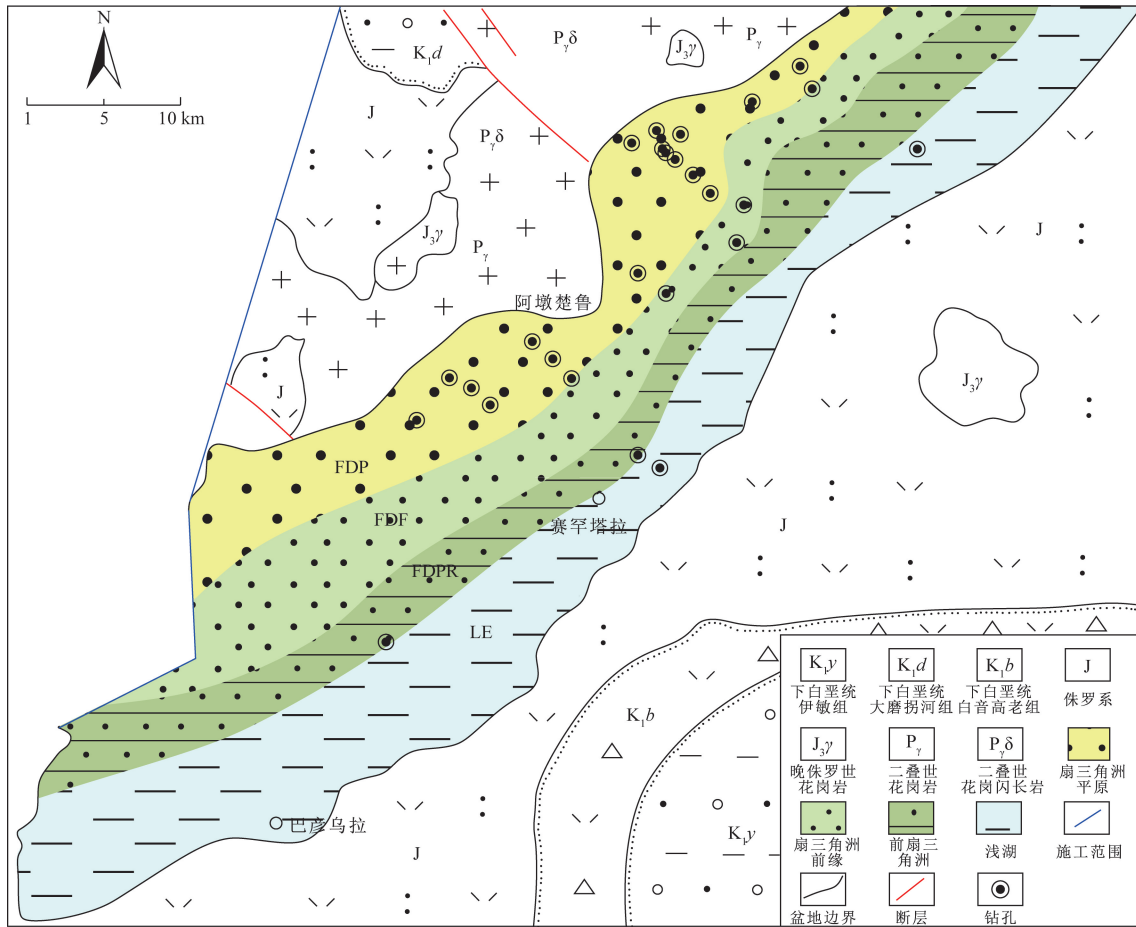 N
1 5 10 km
K₁d
Pγδ
J₃γ
Pγ
J
Pγδ
J₃γ
Pγ
J
阿墩楚鲁
J
J₃γ
FDP
FDF
赛罕塔拉
J
FDPR
LE
K₁b
巴彦乌拉
J
K₁y
K₁y
K₁d
K₁b
J
下白垩统
伊敏组
下白垩统
大磨拐河组
下白垩统
白音高老组
侏罗系
J₃γ
Pγ
Pγδ
晚侏罗世
花岗岩
二叠世
花岗岩
二叠世
花岗闪长岩
扇三角洲
平原
扇三角洲
前缘
前扇三
角洲
浅湖
施工范围
盆地边界
断层
钻孔